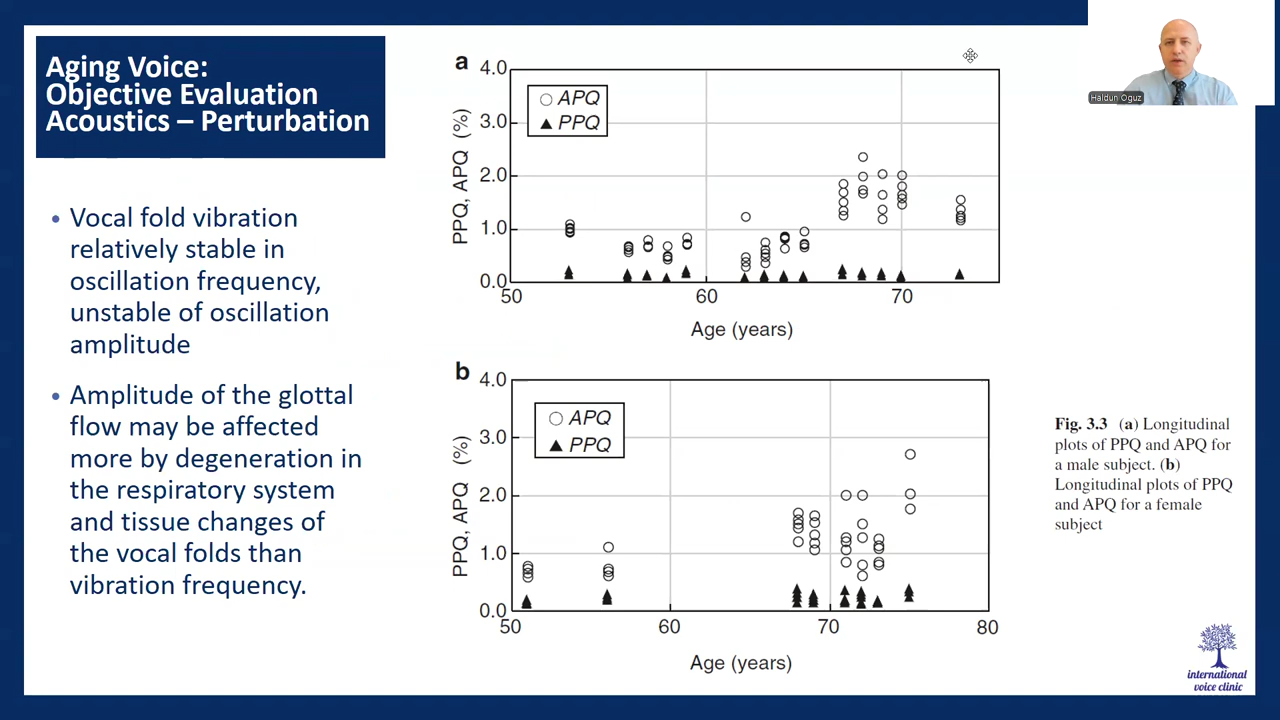 Aging Voice:
Objective Evaluation
Acoustics – Perturbation
• Vocal fold vibration
relatively stable in
oscillation frequency,
unstable of oscillation
amplitude
• Amplitude of the glottal
flow may be affected
more by degeneration in
the respiratory system
and tissue changes of
the vocal folds than
vibration frequency.
a
4.0
3.0
2.0
1.0
0.0
PPQ, APQ (%)
APQ
PPQ
50
60
70
Age (years)
b
4.0
3.0
2.0
1.0
0.0
PPQ, APQ (%)
APQ
PPQ
50
60
70
80
Age (years)
Haldun Oguz
Fig. 3.3 (a) Longitudinal
plots of PPQ and APQ for
a male subject. (b)
Longitudinal plots of PPQ
and APQ for a female
subject
international
voice clinic